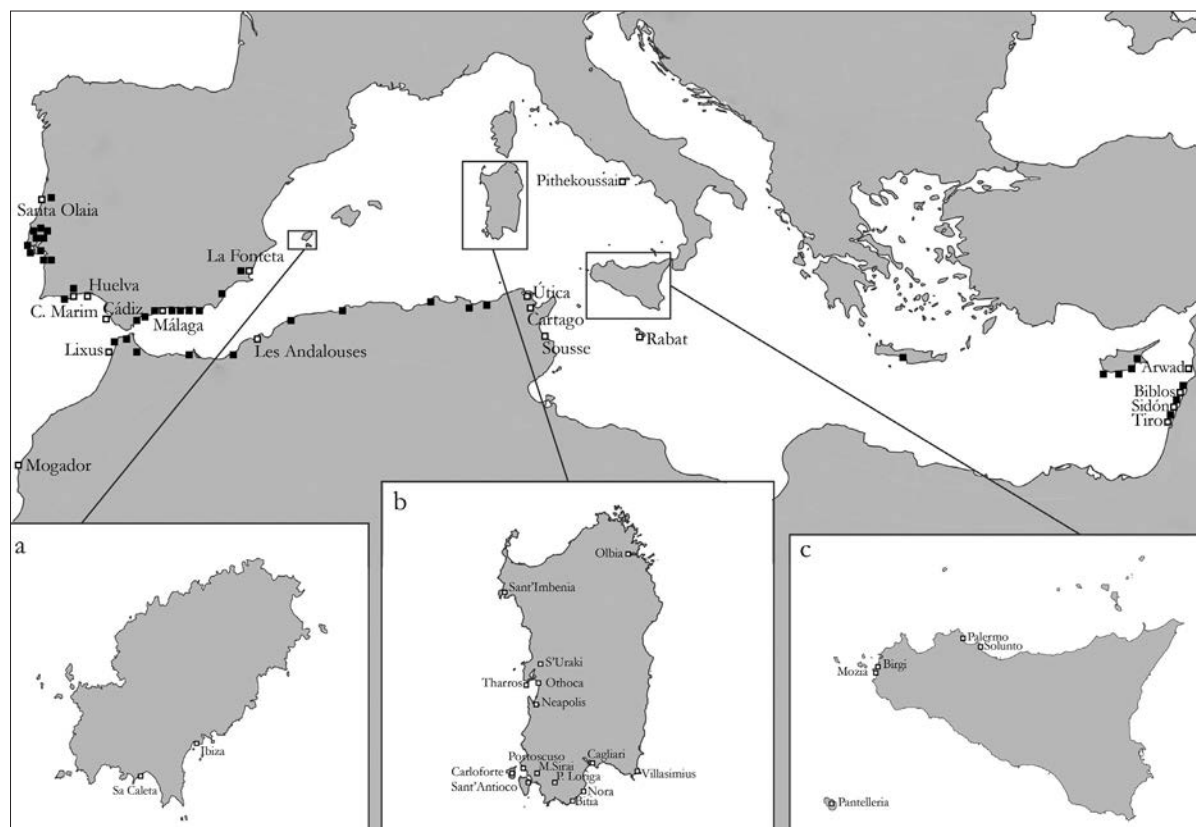 Pithekoussai
Santa Olaia
La Fonteta
Huelva
Útica
C. Marim
Cádiz
Málaga
Cartago
Sousse
Rabat
Lixus
Les Andalouses
Arwad
Biblos
Sidón
Tiro
Mogador
a
Ibiza
Sa Caleta
b
Olbia
Sant'Imbenia
S'Uraki
Tharros
Othoca
Neapolis
Portoscuso
Cagliari
Carloforte
M.Sirai
Villasimius
Sant'Antioco
P. Loriga
Nora
Bitia
c
Palermo
Solunto
Birgi
Mozia
Pantelleria